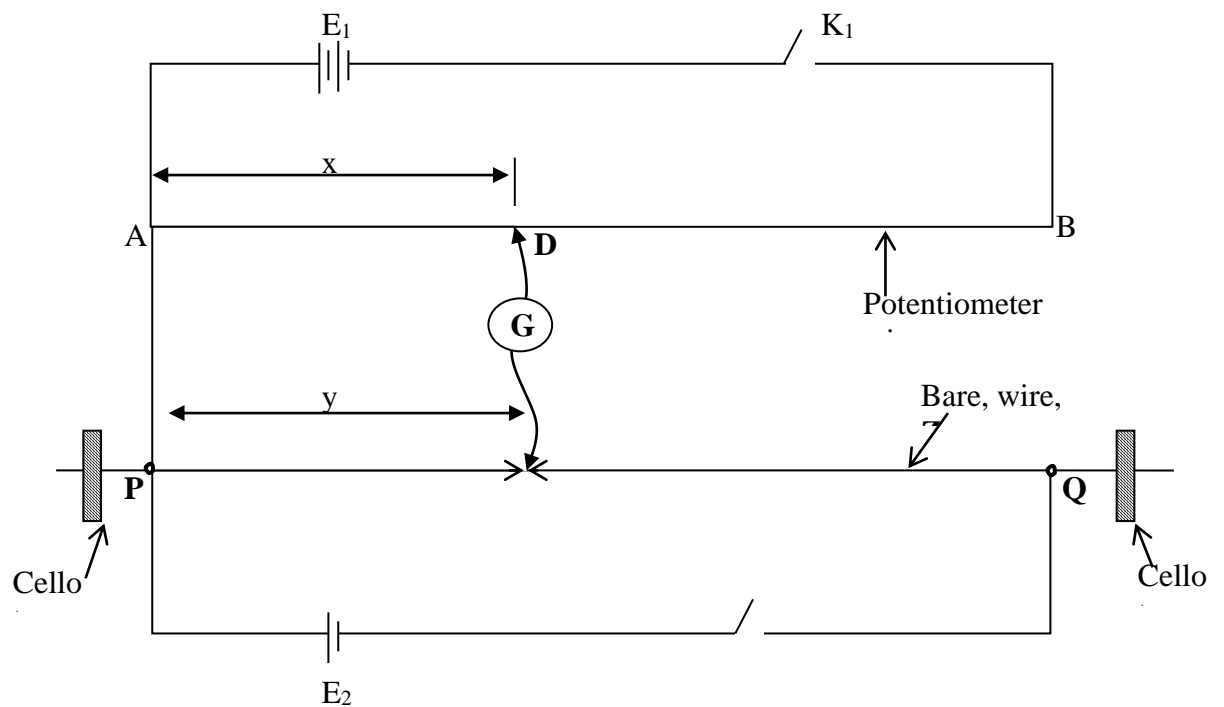 E₁
K₁
x
A
D
B
Potentiometer
G
y
Bare, wire,
P
Q
Cello
Cello
E₂